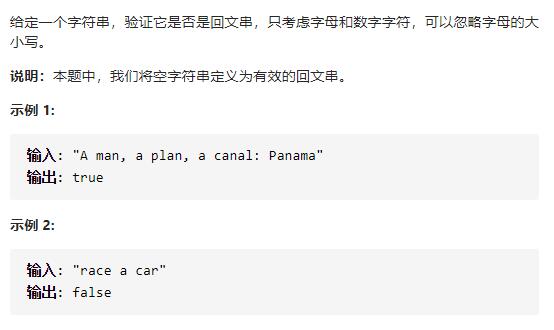 给定一个字符串，验证它是否是回文串，只考虑字母和数字字符，可以忽略字母的大
小写。
说明：本题中，我们将空字符串定义为有效的回文串。
示例 1:
输入: "A man, a plan, a canal: Panama"
输出: true
示例 2:
输入: "race a car"
输出: false